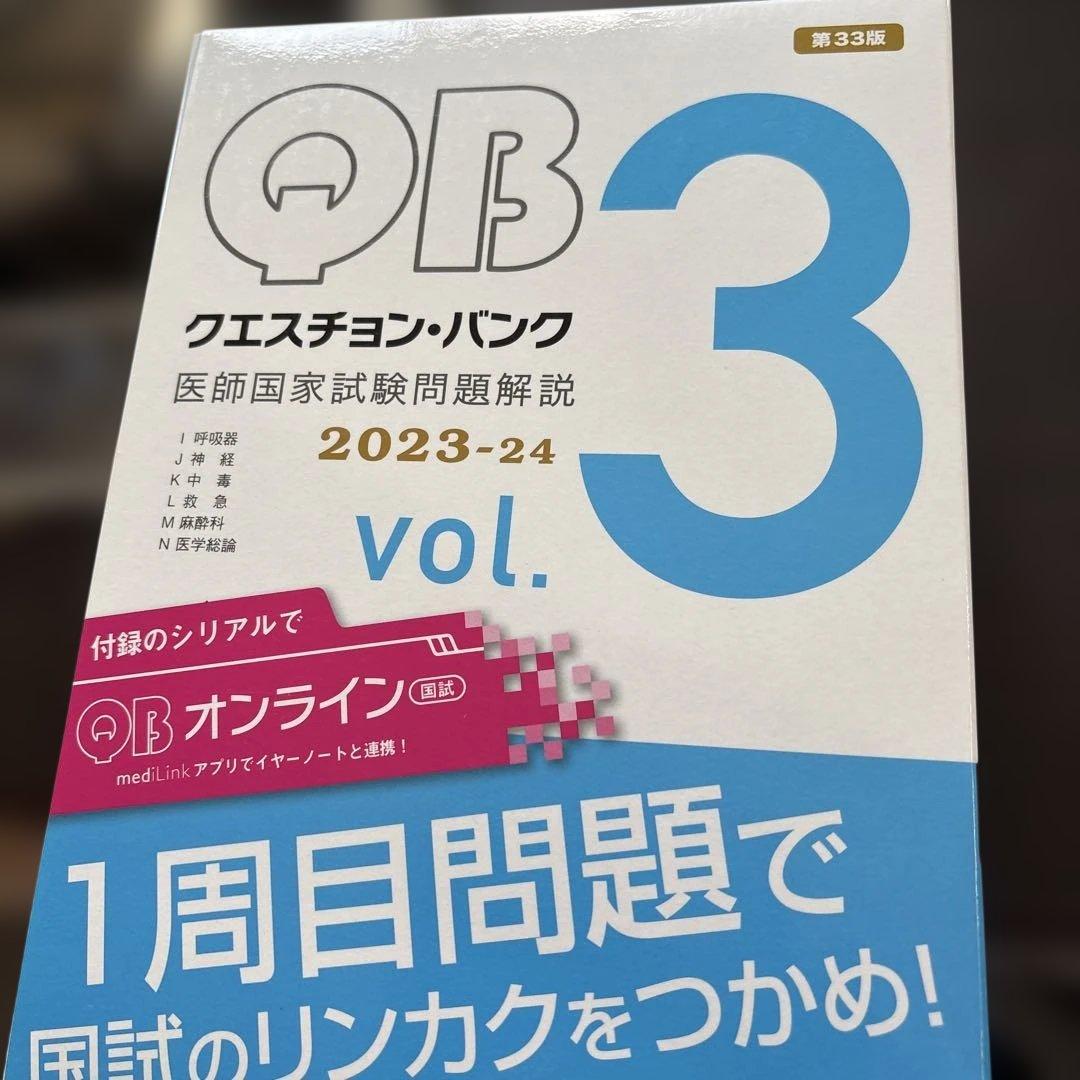 第33版
QB
3
クエスチョン・バンク
医師国家試験問題解説
2023-24
I 呼吸器
J 神 経
K 中 毒
L 救 急
M 麻酔科
N 医学総論
vol.
付録のシリアルで
QB オンライン 国試
mediLink アプリでイヤーノートと連携！
1周目問題で
国試のリンカクをつかめ！